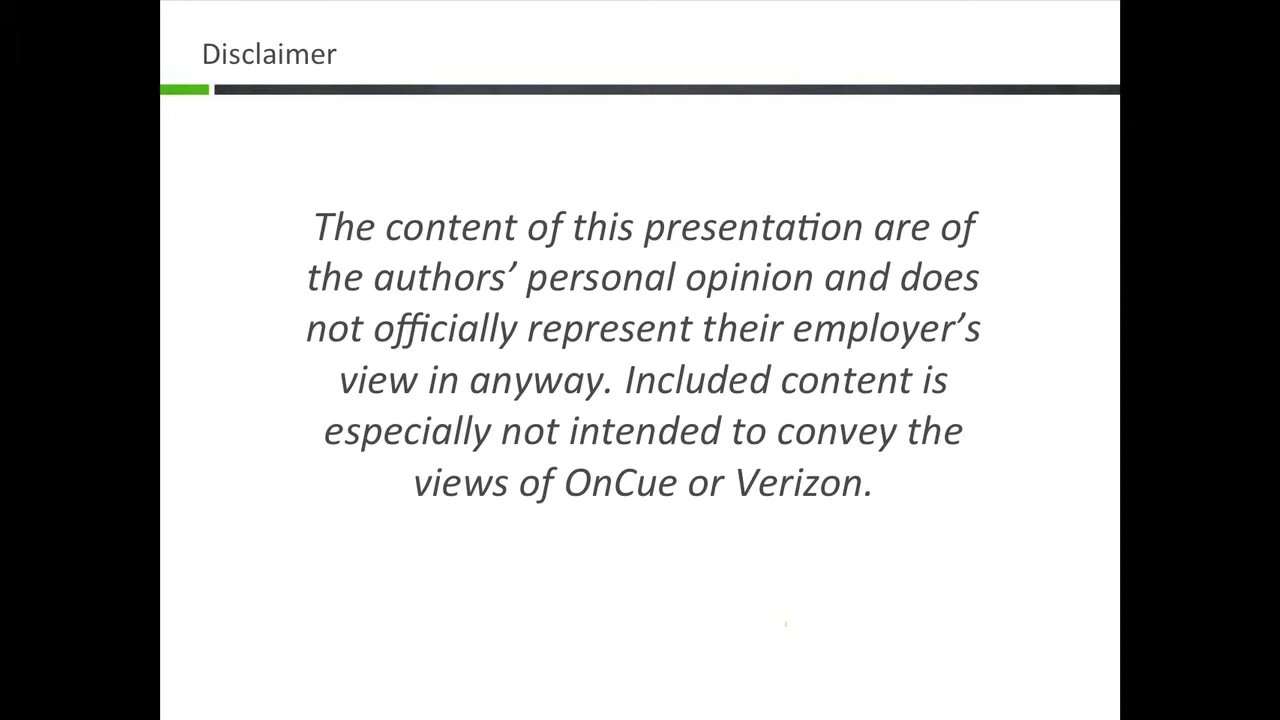 Disclaimer
The content of this presentation are of
the authors’ personal opinion and does
not officially represent their employer’s
view in anyway. Included content is
especially not intended to convey the
views of OnCue or Verizon.